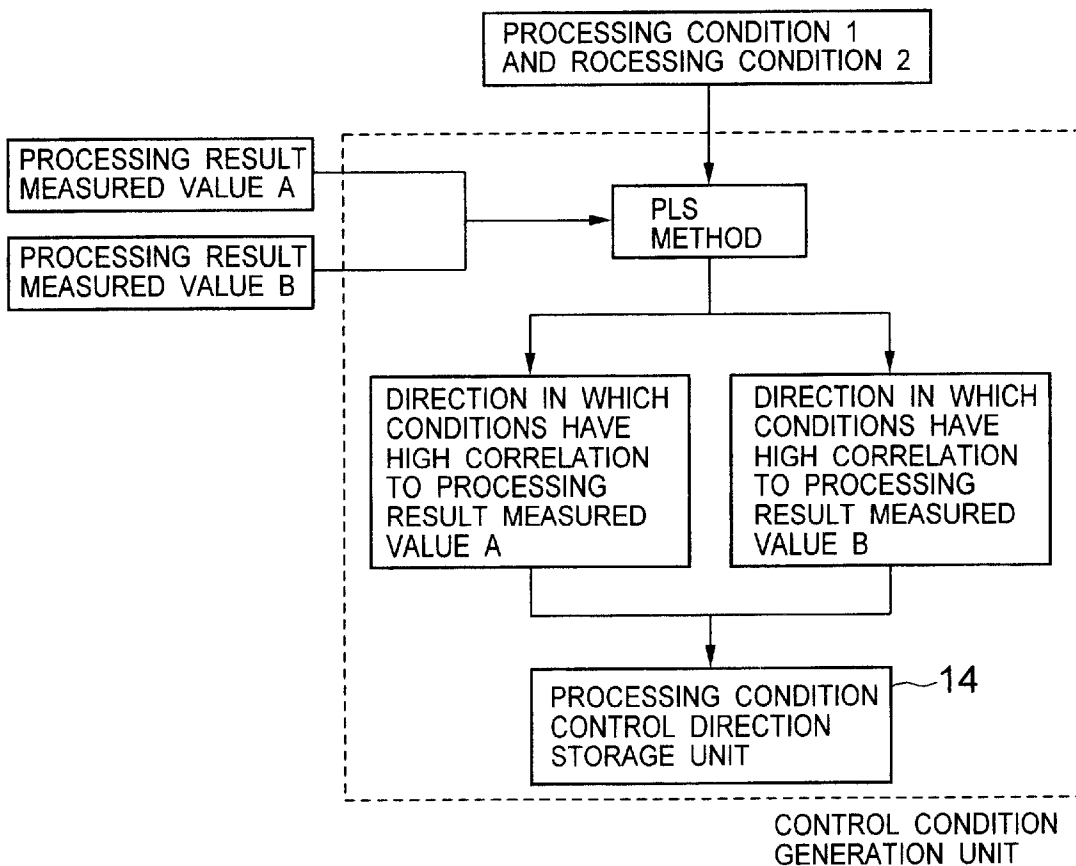 PROCESSING CONDITION 1
AND ROCESSING CONDITION 2
PROCESSING RESULT
MEASURED VALUE A
PROCESSING RESULT
MEASURED VALUE B
PLS
METHOD
DIRECTION IN WHICH
CONDITIONS HAVE
HIGH CORRELATION
TO PROCESSING
RESULT MEASURED
VALUE A
DIRECTION IN WHICH
CONDITIONS HAVE
HIGH CORRELATION
TO PROCESSING
RESULT MEASURED
VALUE B
PROCESSING CONDITION
CONTROL DIRECTION
STORAGE UNIT
14
CONTROL CONDITION
GENERATION UNIT